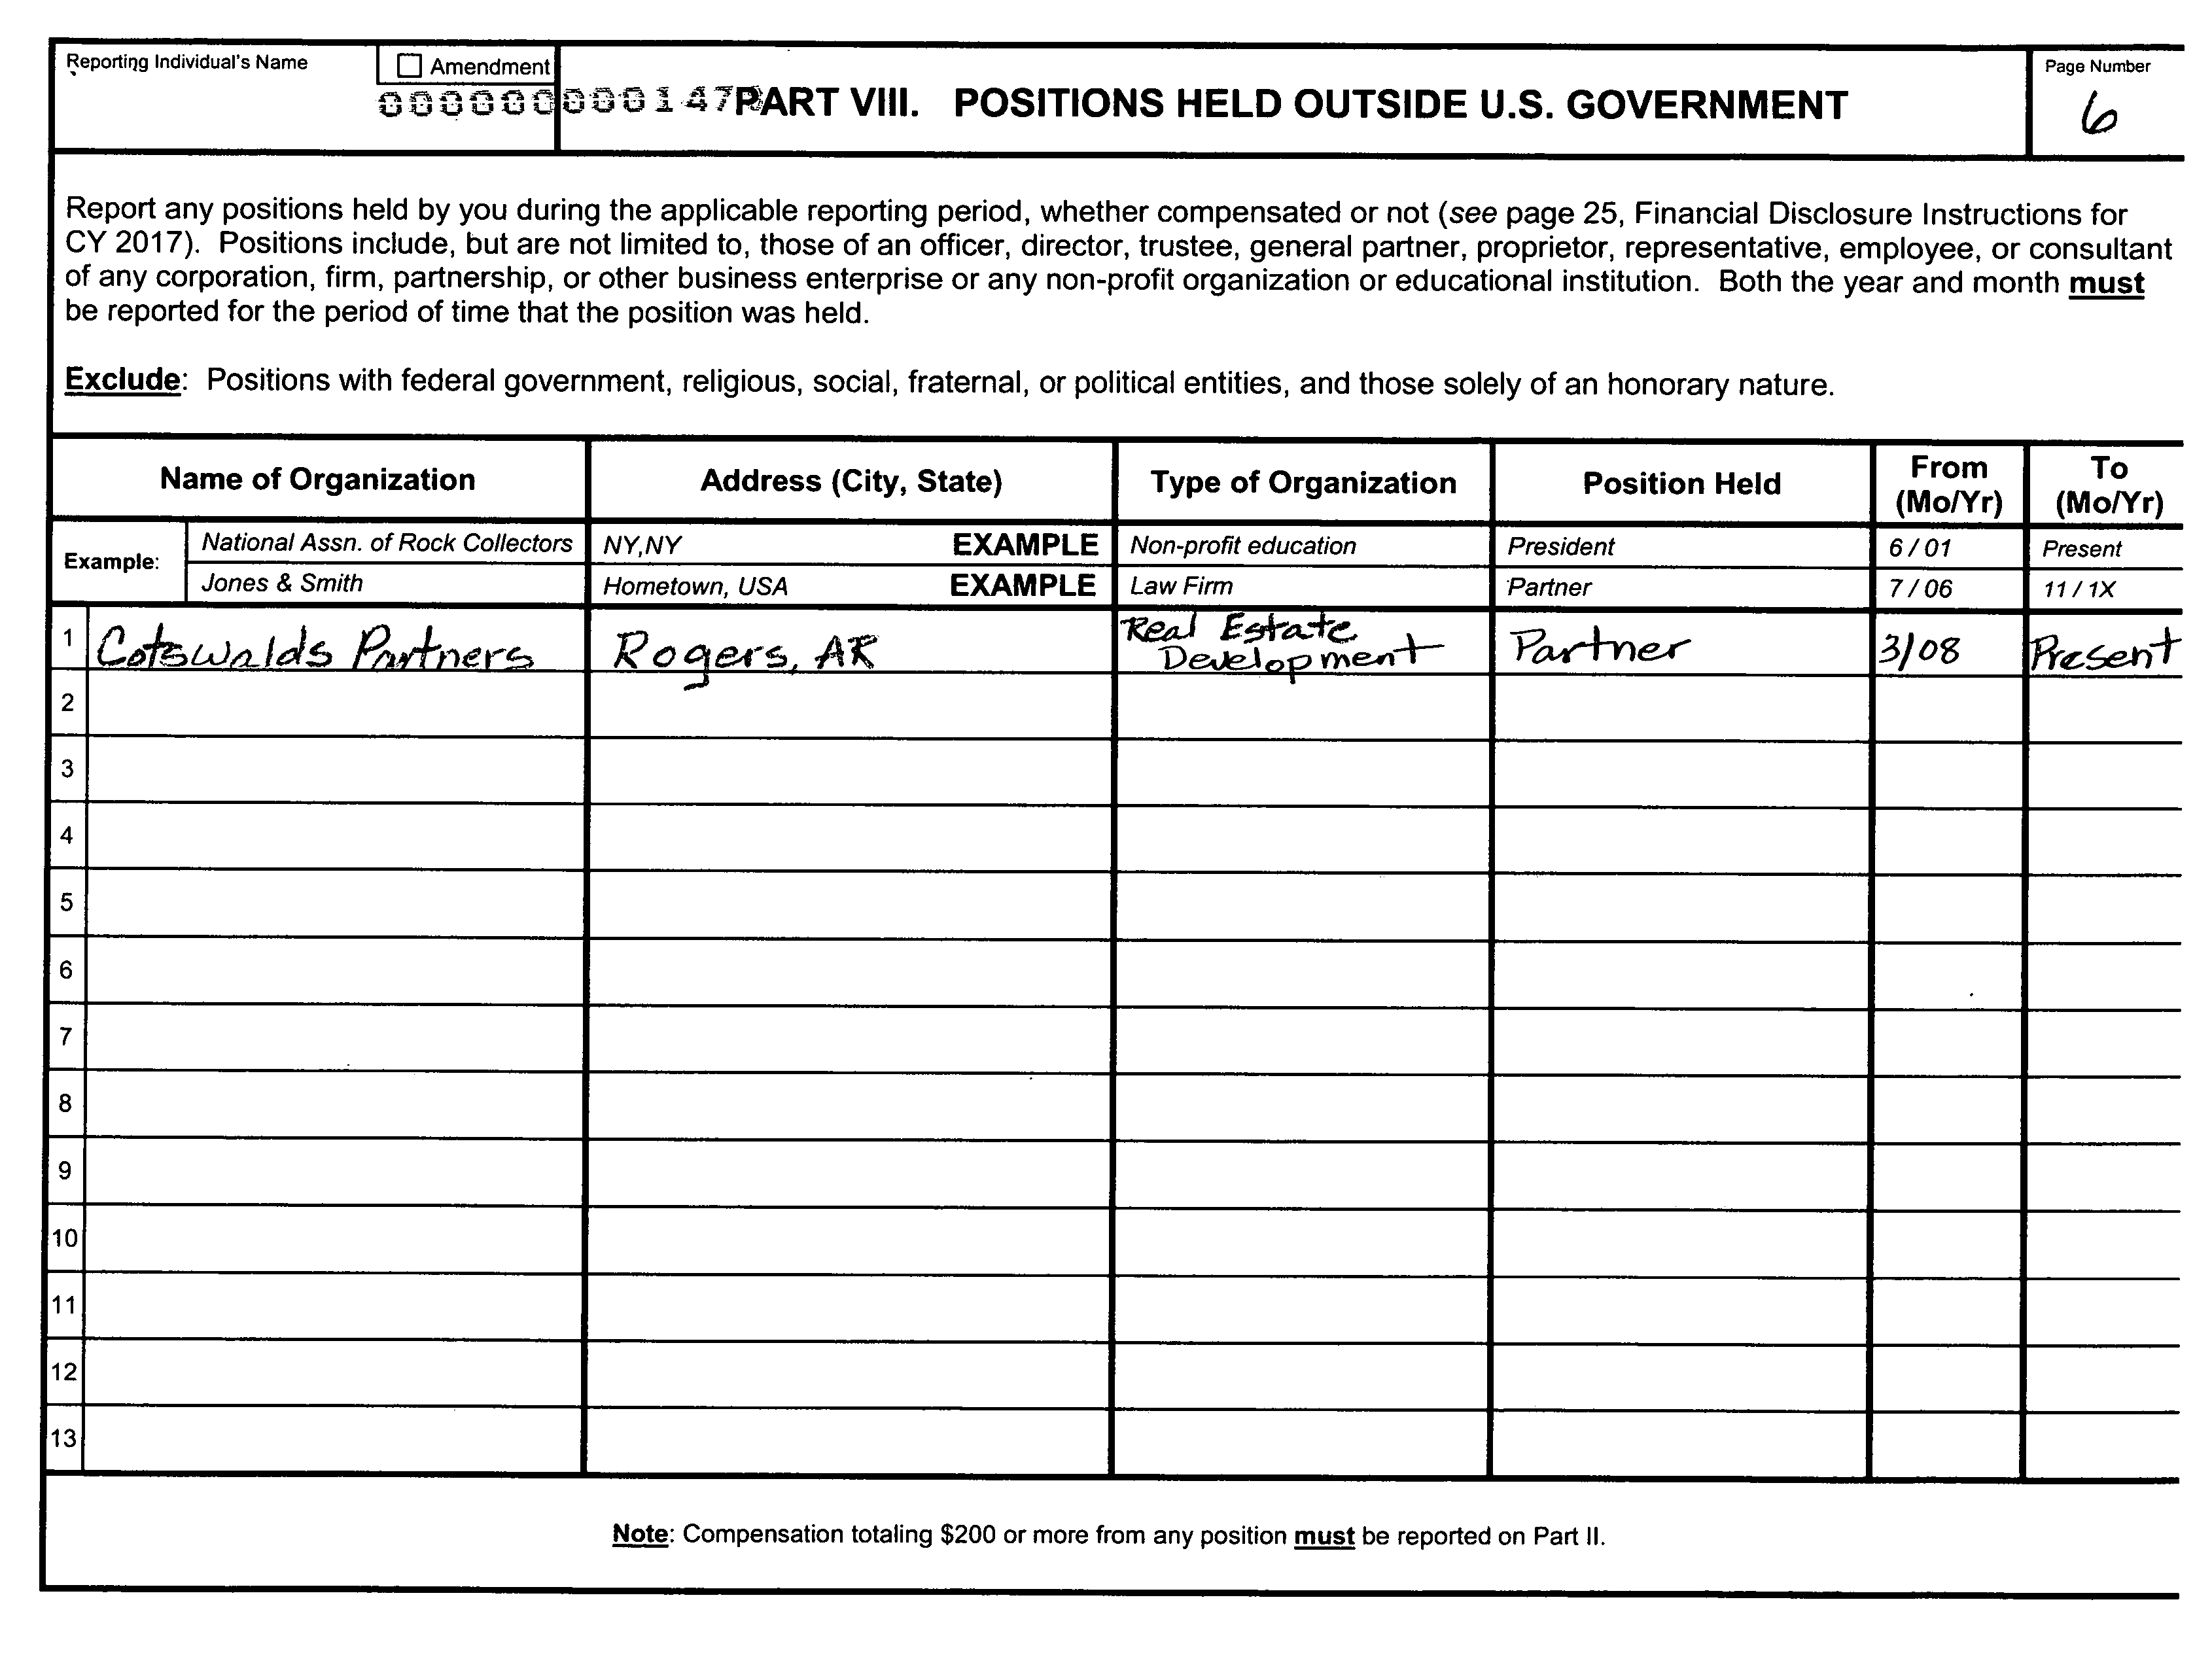 Reporting Individual's Name
Amendment
PART VIII. POSITIONS HELD OUTSIDE U.S. GOVERNMENT
Page Number
6
Report any positions held by you during the applicable reporting period, whether compensated or not (see page 25, Financial Disclosure Instructions for
CY 2017). Positions include, but are not limited to, those of an officer, director, trustee, general partner, proprietor, representative, employee, or consultant
of any corporation, firm, partnership, or other business enterprise or any non-profit organization or educational institution. Both the year and month must
be reported for the period of time that the position was held.
Exclude: Positions with federal government, religious, social, fraternal, or political entities, and those solely of an honorary nature.
Name of Organization Address (City, State) Type of Organization Position Held From (Mo/Yr) To (Mo/Yr)
Example: National Assn. of Rock Collectors NY,NY EXAMPLE Non-profit education President 6 / 01 Present
Jones & Smith Hometown, USA EXAMPLE Law Firm Partner 7 / 06 11 / 1X
1 Cotswalds Partners Rogers, AR Real Estate Development Partner 3/08 Present
2
3
4
5
6
7
8
9
10
11
12
13
Note: Compensation totaling $200 or more from any position must be reported on Part II.